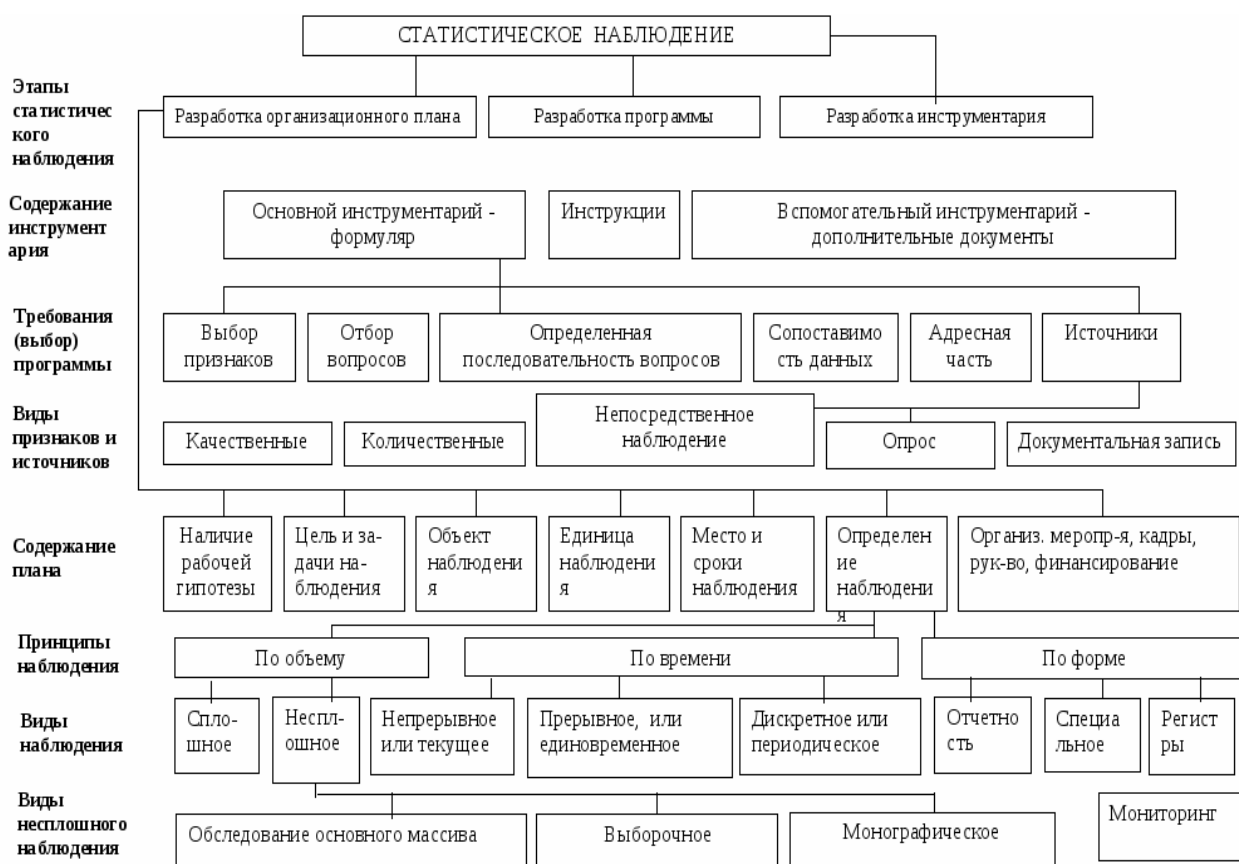 СТАТИСТИЧЕСКОЕ НАБЛЮДЕНИЕ
Этапы
статистичес
кого
наблюдения
Разработка организационного плана
Разработка программы
Разработка инструментария
Содержание
инструмент
ария
Основной инструментарий -
формуляр
Инструкции
Вспомогательный инструментарий -
дополнительные документы
Требования
(выбор)
программы
Выбор
признаков
Отбор
вопросов
Определенная
последовательность вопросов
Сопоставимо
сть данных
Адресная
часть
Источники
Виды
признаков и
источников
Качественные
Количественные
Непосредственное
наблюдение
Опрос
Документальная запись
Содержание
плана
Наличие
рабочей
гипотезы
Цель и за-
дачи на-
блюдения
Объект
наблюдени
я
Единица
наблюдени
я
Место и
сроки
наблюдения
Определен
ие
наблюдени
я
Организ. меропр-я, кадры,
рук-во, финансирование
Принципы
наблюдения
По объему
По времени
По форме
Виды
наблюдения
Спло-
шное
Неспл-
ошное
Непрерывное
или текущее
Прерывное, или
единовременное
Дискретное или
периодическое
Отчетно
сть
Специа
льное
Регист
ры
Виды
несплошного
наблюдения
Обследование основного массива
Выборочное
Монографическое
Мониторинг